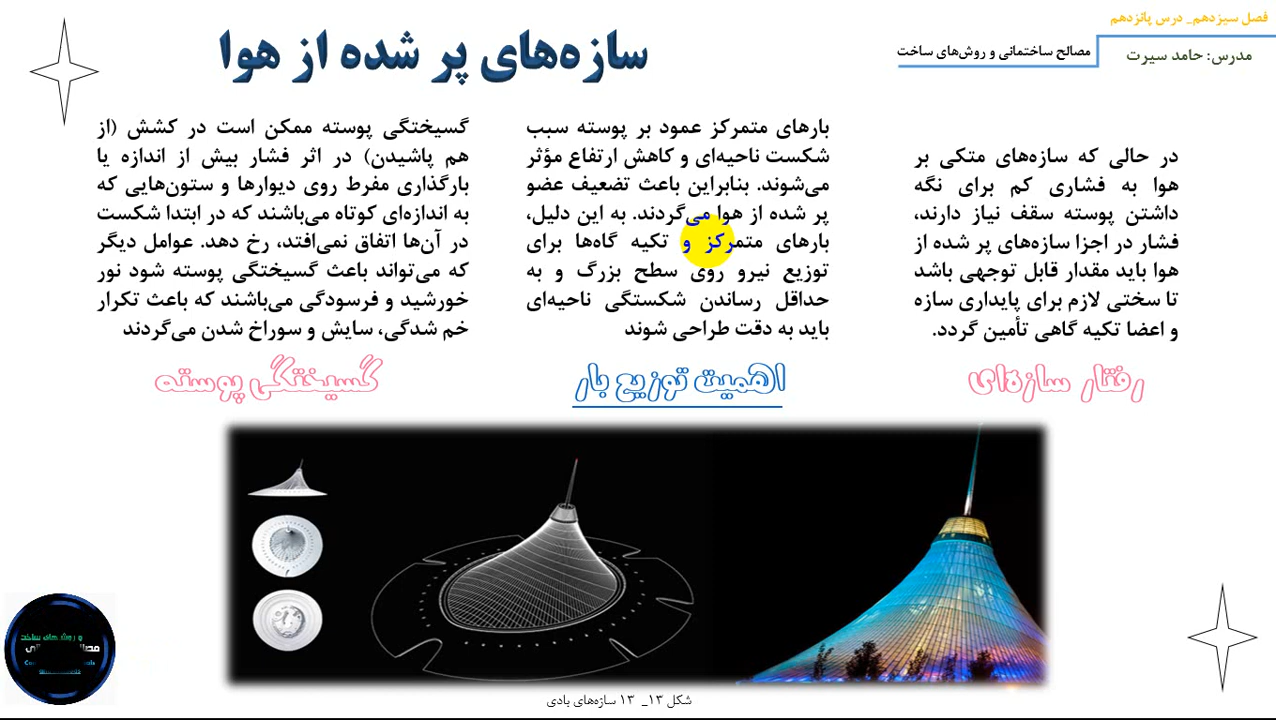 فصل سیزدهم_ درس پانزدهم
مدرس: حامد سیرت
مصالح ساختمانی و روش‌های ساخت
سازه‌های پر شده از هوا
در حالی که سازه‌های متکی بر
هوا به فشاری کم برای نگه
داشتن پوسته سقف نیاز دارند،
فشار در اجزا سازه‌های پر شده از
هوا باید مقدار قابل توجهی باشد
تا سختی لازم برای پایداری سازه
و اعضا تکیه گاهی تأمین گردد.
رفتار سازه‌ای
بارهای متمرکز عمود بر پوسته سبب
شکست ناحیه‌ای و کاهش ارتفاع مؤثر
می‌شوند. بنابراین باعث تضعیف عضو
پر شده از هوا می‌گردند. به این دلیل،
بارهای متمرکز و تکیه گاه‌ها برای
توزیع نیرو روی سطح بزرگ و به
حداقل رساندن شکستگی ناحیه‌ای
باید به دقت طراحی شوند
اهمیت توزیع بار
گسیختگی پوسته ممکن است در کشش (از
هم پاشیدن) در اثر فشار بیش از اندازه یا
بارگذاری مفرط روی دیوارها و ستون‌هایی که
به اندازه‌ای کوتاه می‌باشند که در ابتدا شکست
در آن‌ها اتفاق نمی‌افتد، رخ دهد. عوامل دیگر
که می‌تواند باعث گسیختگی پوسته شود نور
خورشید و فرسودگی می‌باشند که باعث تکرار
خم شدگی، سایش و سوراخ شدن می‌گردند
گسیختگی پوسته
شکل ۱۳_ ۱۳ سازه‌های بادی
و روش‌های ساخت